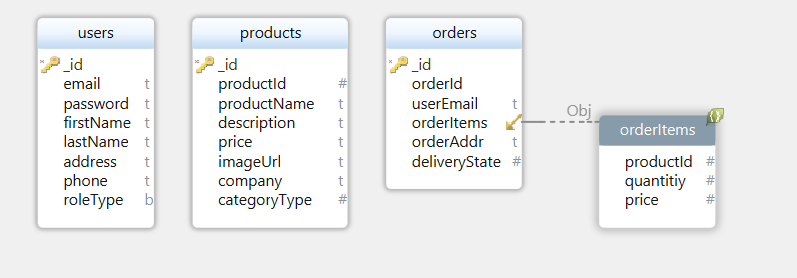 users
_id
email t
password t
firstName t
lastName t
address t
phone t
roleType b
products
_id
productId #
productName t
description t
price t
imageUrl t
company t
categoryType #
orders
_id
orderId
userEmail t
orderItems
orderAddr t
deliveryState #
Obj
orderItems
productId #
quantitiy #
price #